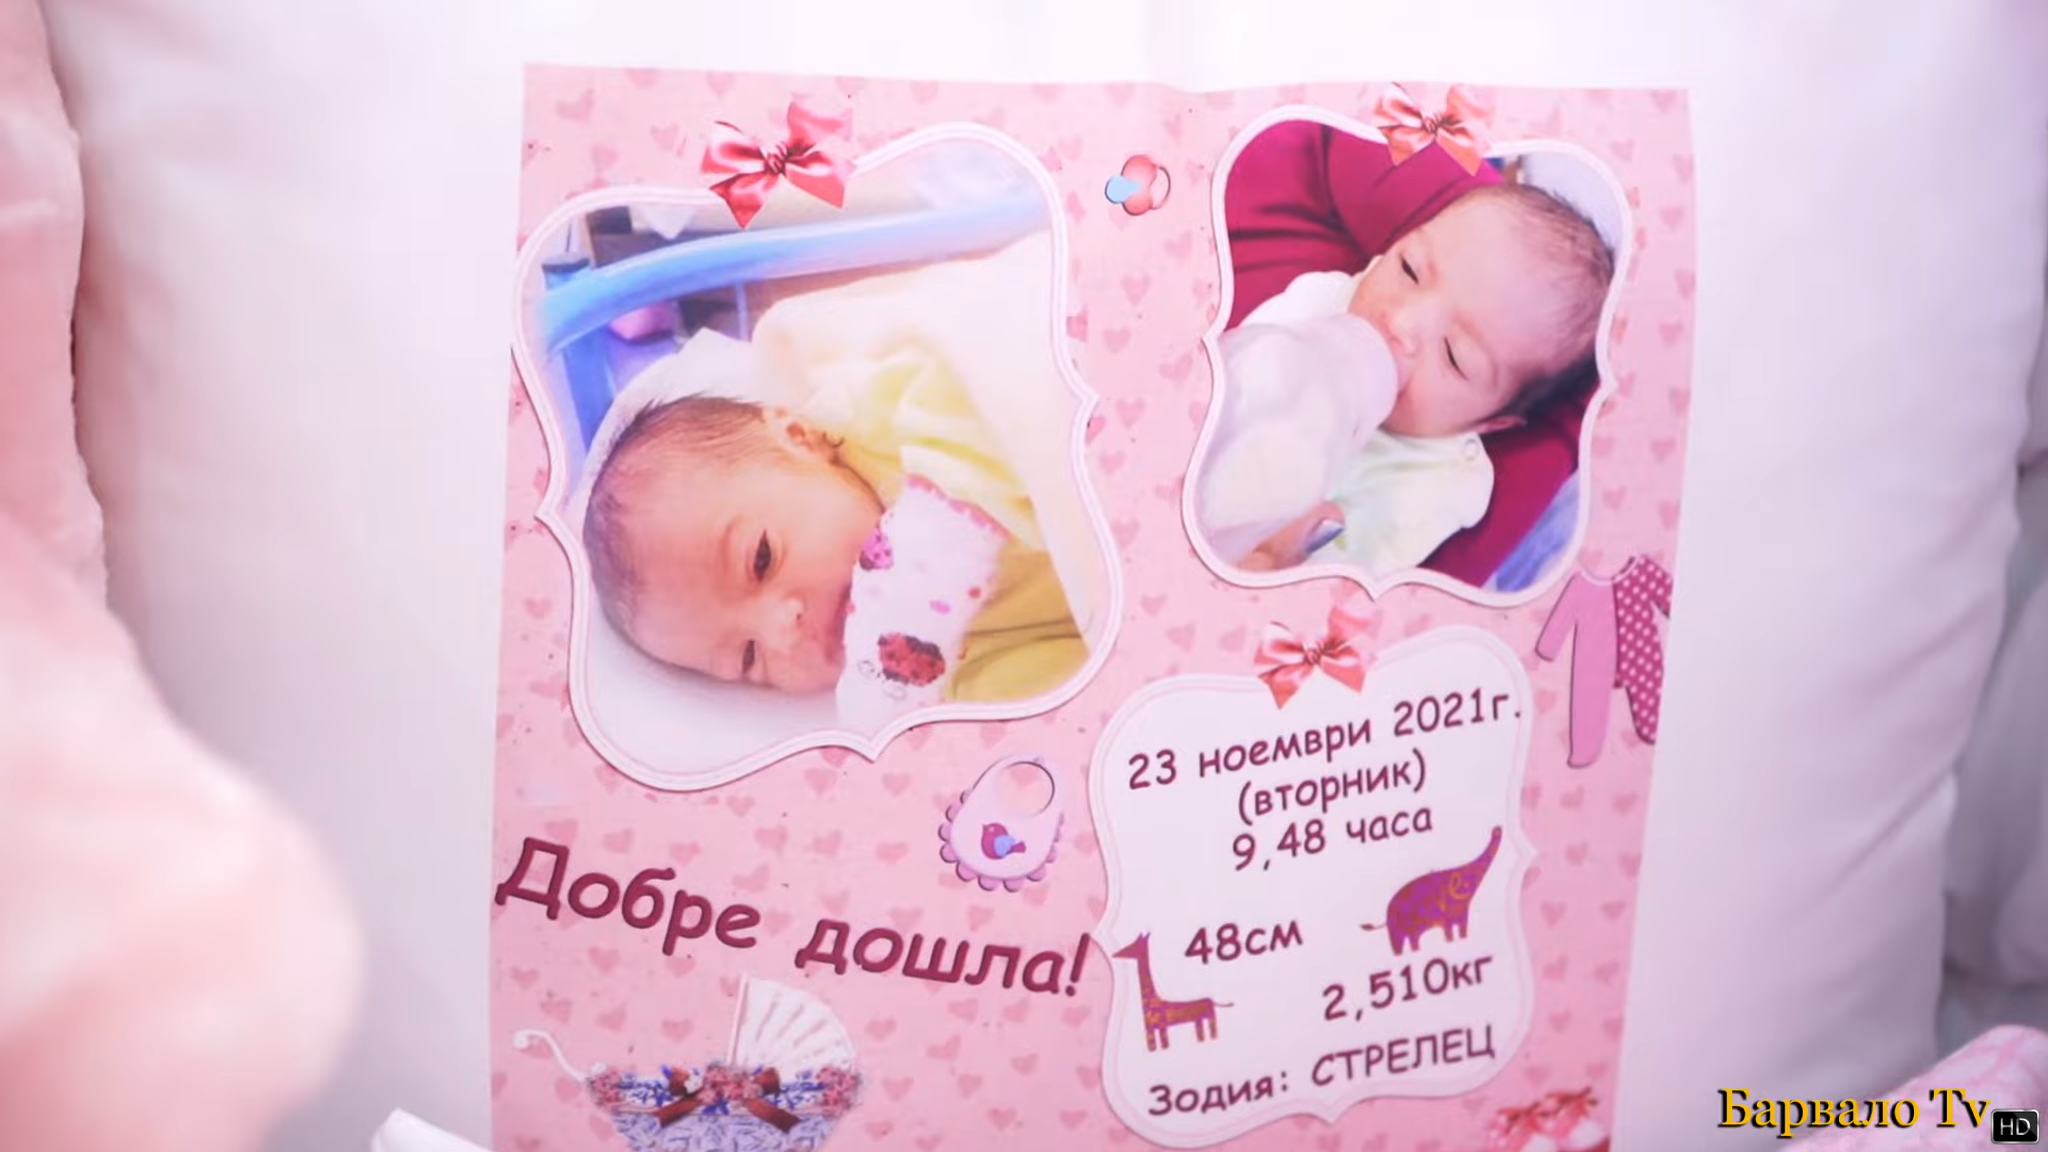 23 ноември 2021г.
(вторник)
9,48 часа
48см
2,510кг
Зодия: СТРЕЛЕЦ
Добре дошла!
Барвало Tv
HD